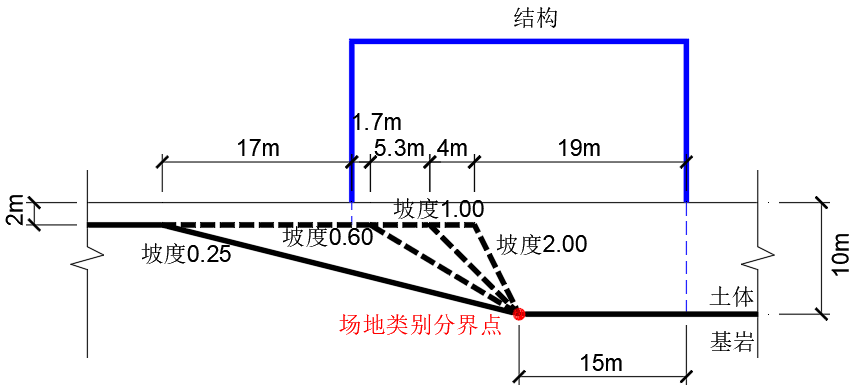 结构
1.7m
17m
5.3m
4m
19m
2m
坡度1.00
坡度0.60
坡度2.00
坡度0.25
10m
土体
场地类别分界点
基岩
15m